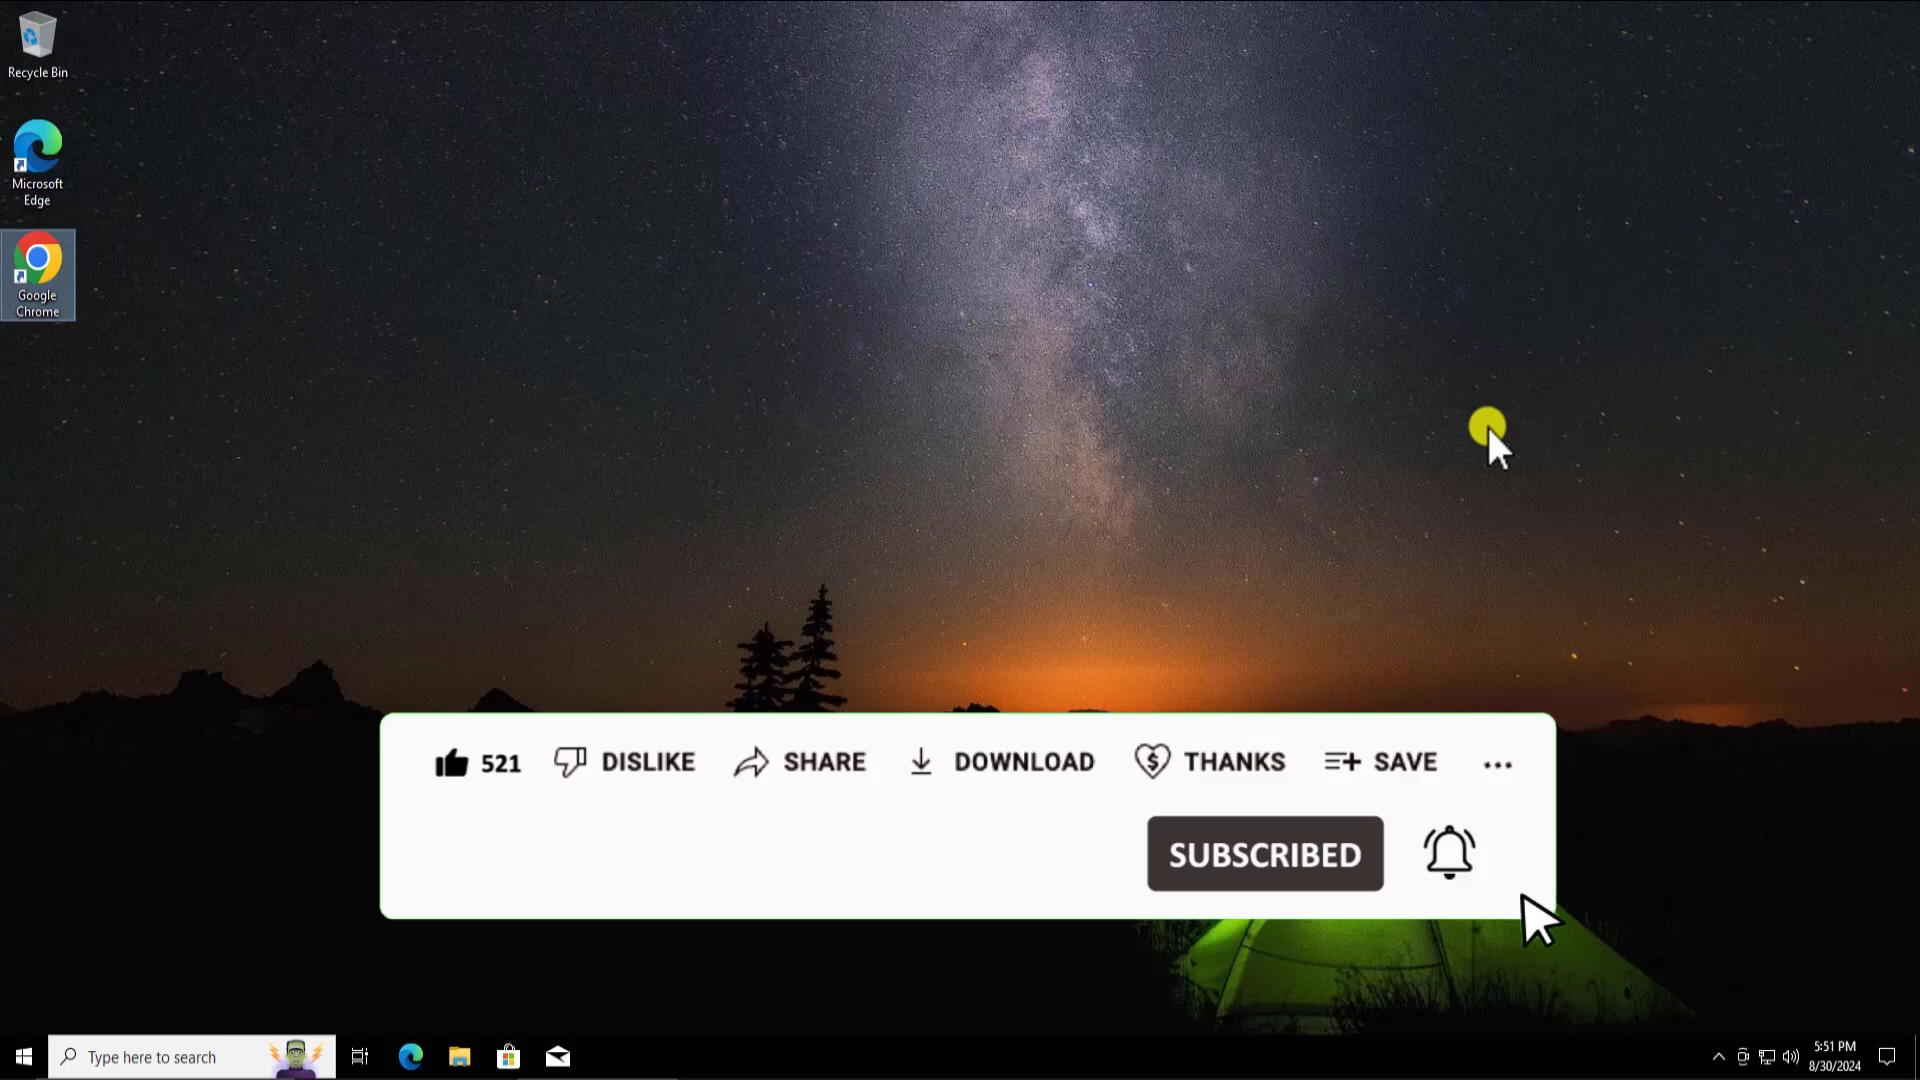 Recycle Bin
Microsoft
Edge
Google
Chrome
521 DISLIKE SHARE DOWNLOAD THANKS SAVE ...
SUBSCRIBED
Type here to search
5:51 PM
8/30/2024